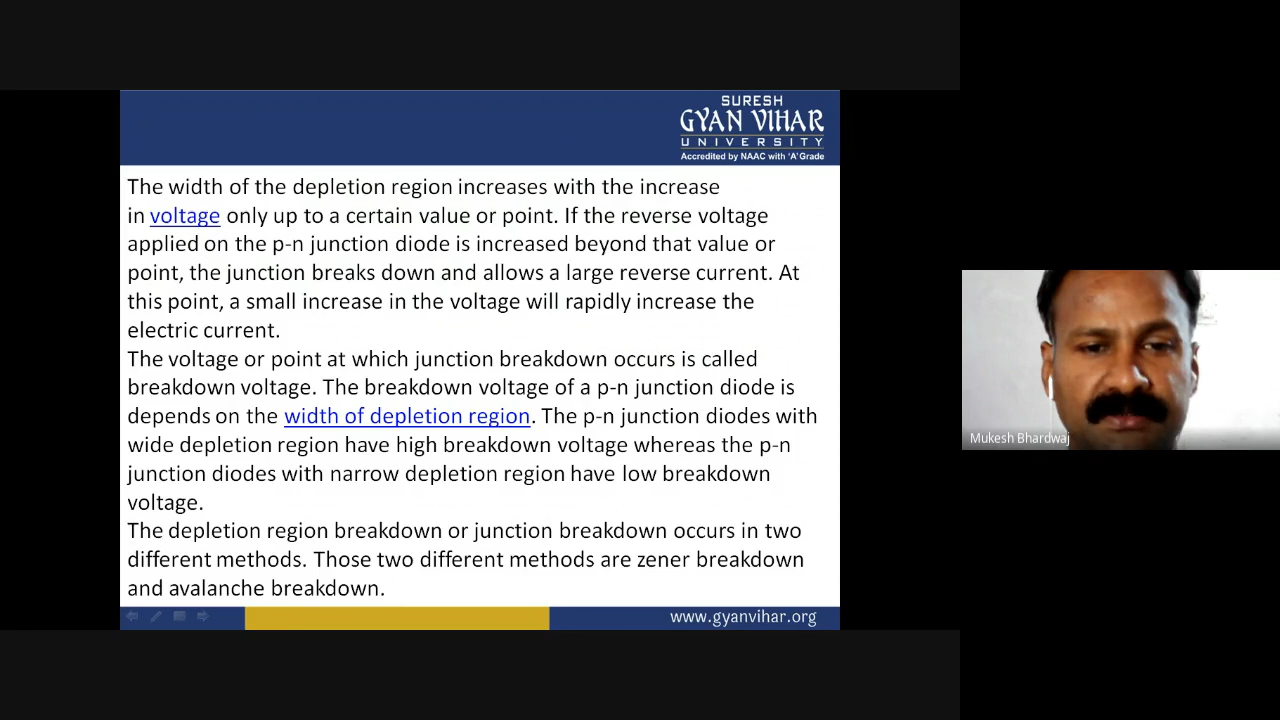 SURESH
GYAN VIHAR
UNIVERSITY
Accredited by NAAC with 'A' Grade
The width of the depletion region increases with the increase
in voltage only up to a certain value or point. If the reverse voltage
applied on the p-n junction diode is increased beyond that value or
point, the junction breaks down and allows a large reverse current. At
this point, a small increase in the voltage will rapidly increase the
electric current.
The voltage or point at which junction breakdown occurs is called
breakdown voltage. The breakdown voltage of a p-n junction diode is
depends on the width of depletion region. The p-n junction diodes with
wide depletion region have high breakdown voltage whereas the p-n
junction diodes with narrow depletion region have low breakdown
voltage.
The depletion region breakdown or junction breakdown occurs in two
different methods. Those two different methods are zener breakdown
and avalanche breakdown.
www.gyanvihar.org
Mukesh Bhardwaj